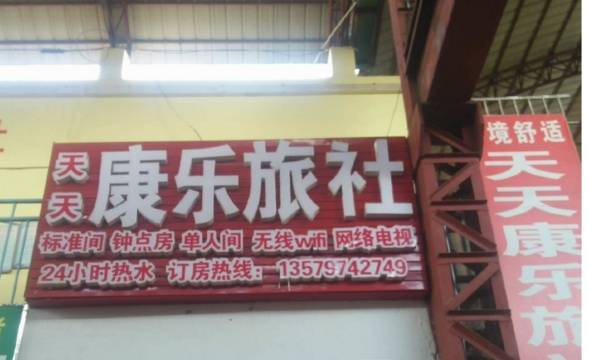 天天康乐旅社
标准间 钟点房 单人间 无线wifi 网络电视
24小时热水 订房热线：13579742749
境舒适
天天康乐旅